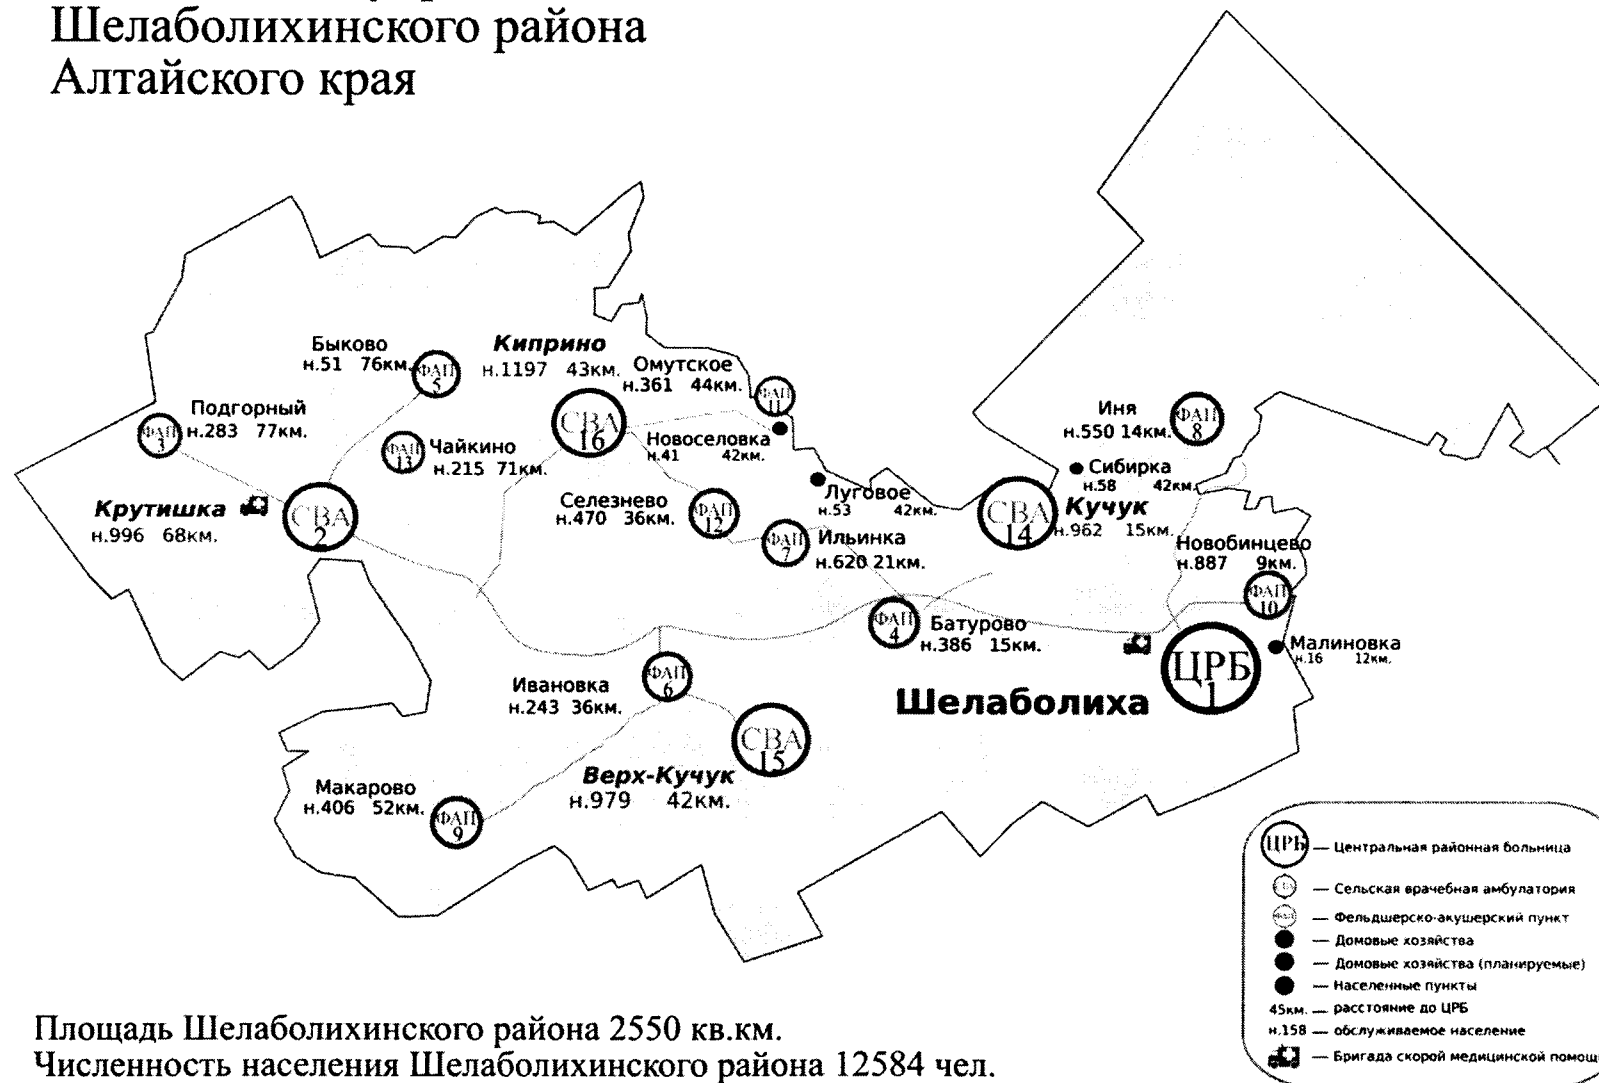 Шелаболихинского района
Алтайского края
Быково
н.51 76км.
ФАП
5
Киприно
н.1197 43км.
Омутское
н.361 44км.
ФАП
11
Подгорный
н.283 77км.
ФАП
3
СВА
16
Чайкино
н.215 71км.
ФАП
13
Новоселовка
н.41 42км.
Иня
н.550 14км.
ФАП
8
Сибирка
н.58 42км.
Крутишка
н.996 68км.
СВА
2
Селезнево
н.470 36км.
ФАП
12
Луговое
н.53 42км.
СВА
14
Кучук
н.962 15км.
ФАП
7
Ильинка
н.620 21км.
Новобинцево
н.887 9км.
ФАП
10
ФАП
4
Батурово
н.386 15км.
Малиновка
н.16 12км.
ЦРБ
1
Шелаболиха
Ивановка
н.243 36км.
ФАП
6
СВА
15
Верх-Кучук
н.979 42км.
Макарово
н.406 52км.
ФАП
9
ЦРБ — Центральная районная больница
— Сельская врачебная амбулатория
— Фельдшерско-акушерский пункт
— Домовые хозяйства
— Домовые хозяйства (планируемые)
— Населенные пункты
45км. — расстояние до ЦРБ
н.158 — обслуживаемое население
— Бригада скорой медицинской помощи
Площадь Шелаболихинского района 2550 кв.км.
Численность населения Шелаболихинского района 12584 чел.